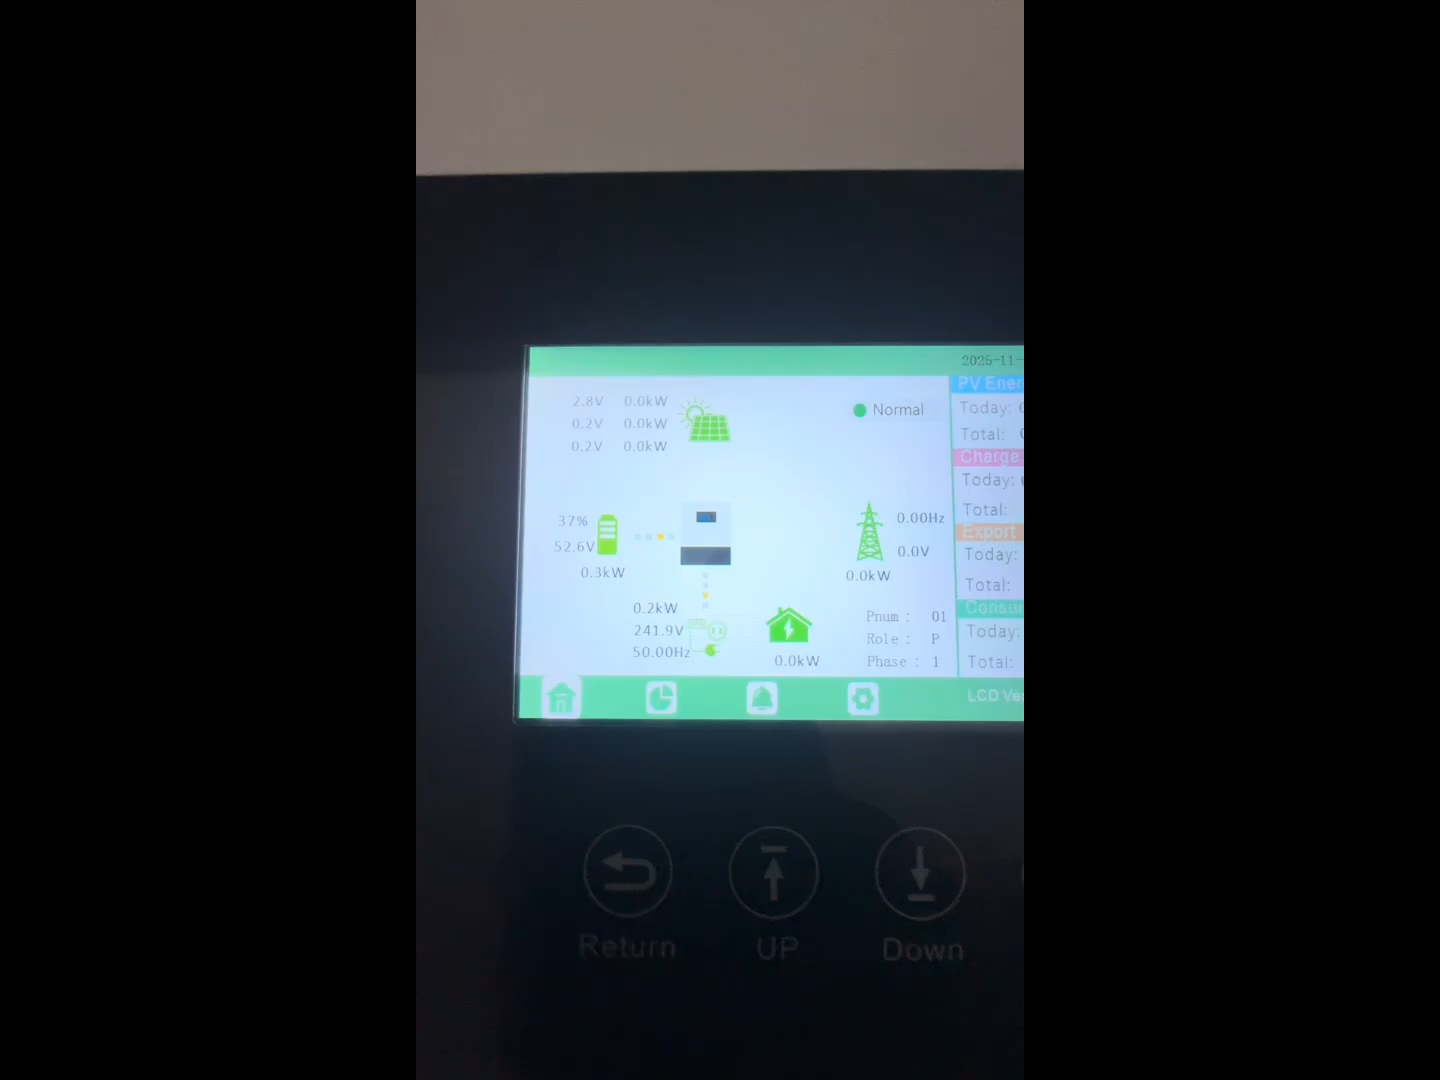 2025-11-
2.8V 0.0kW
0.2V 0.0kW
0.2V 0.0kW
Normal
37%
52.6V
0.3kW
0.00Hz
0.0V
0.0kW
0.2kW
241.9V
50.00Hz
0.0kW
Pnum : 01
Role : P
Phase : 1
PV Ener
Today:
Total:
Charge
Today:
Total:
Export
Today:
Total:
Consu
Today:
Total:
LCD Ve
Return
UP
Down